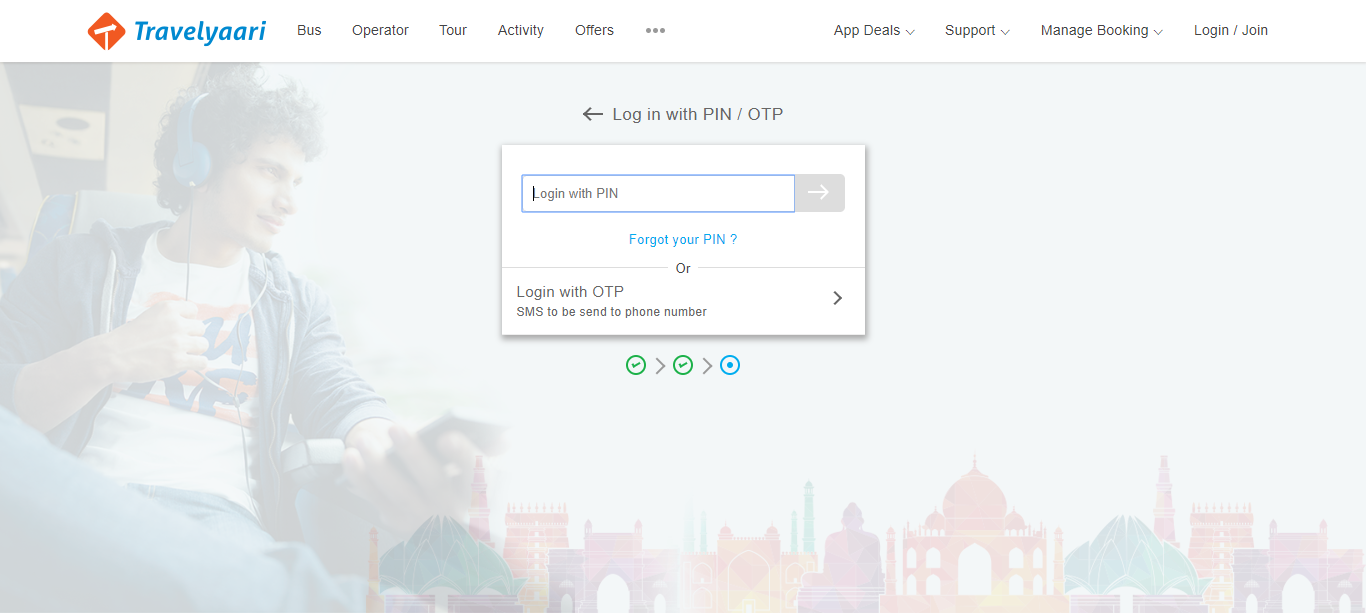 Travelyaari Bus Operator Tour Activity Offers ••• App Deals Support Manage Booking Login / Join
Log in with PIN / OTP
Login with PIN
Forgot your PIN ?
Or
Login with OTP
SMS to be send to phone number